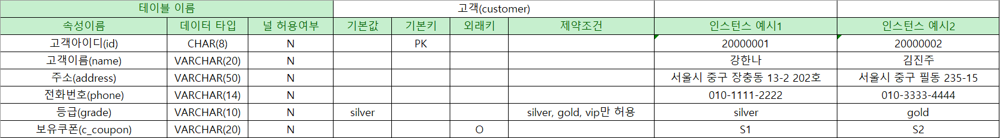 테이블 이름 고객(customer)
속성이름 데이터 타입 널 허용여부 기본값 기본키 외래키 제약조건 인스턴스 예시1 인스턴스 예시2
고객아이디(id) CHAR(8) N PK 20000001 20000002
고객이름(name) VARCHAR(20) N 강한나 김진주
주소(address) VARCHAR(50) N 서울시 중구 장충동 13-2 202호 서울시 중구 필동 235-15
전화번호(phone) VARCHAR(14) N 010-1111-2222 010-3333-4444
등급(grade) VARCHAR(10) N silver silver, gold, vip만 허용 silver gold
보유쿠폰(c_coupon) VARCHAR(20) N O S1 S2